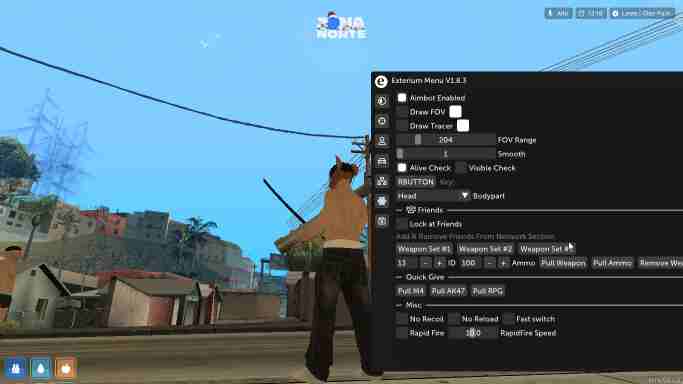 ZONA
NORTE
Exterium Menu V1.8.3
Aimbot Enabled
Draw FOV
Draw Tracer
204 FOV Range
1 Smooth
Alive Check Visible Check
RBUTTON Key:
Head Bodypart
Friends
Lock at Friends
Add & Remove Friends From Network Section
Weapon Set #1 Weapon Set #2 Weapon Set
- + ID 100 - + Ammo Pull Weapon Pull Ammo Remove Wea
Quick Give
Pull M4 Pull AK47 Pull RPG
Misc
No Recoil No Reload Fast switch
Rapid Fire 10.0 RapidFire Speed